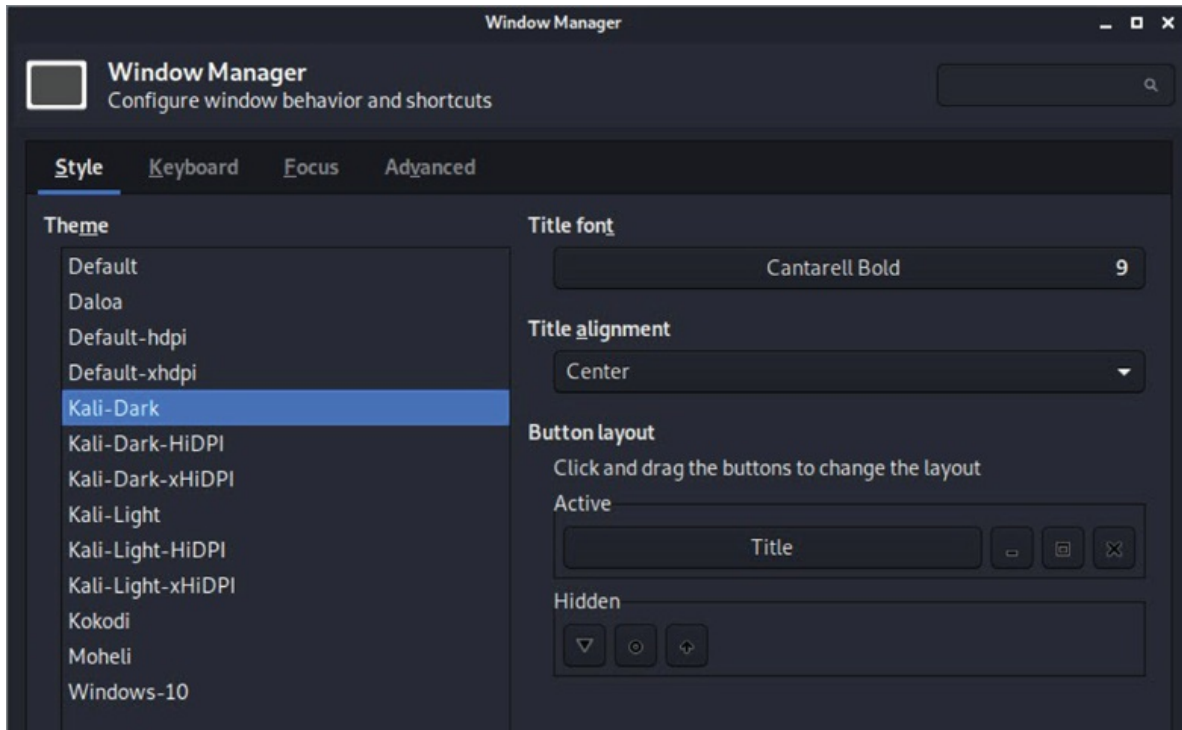 Window Manager
Window Manager
Configure window behavior and shortcuts
Style Keyboard Focus Advanced
Theme
Default
Daloa
Default-hdpi
Default-xhdpi
Kali-Dark
Kali-Dark-HiDPI
Kali-Dark-xHiDPI
Kali-Light
Kali-Light-HiDPI
Kali-Light-xHiDPI
Kokodi
Moheli
Windows-10
Title font
Cantarell Bold 9
Title alignment
Center
Button layout
Click and drag the buttons to change the layout
Active
Title
Hidden